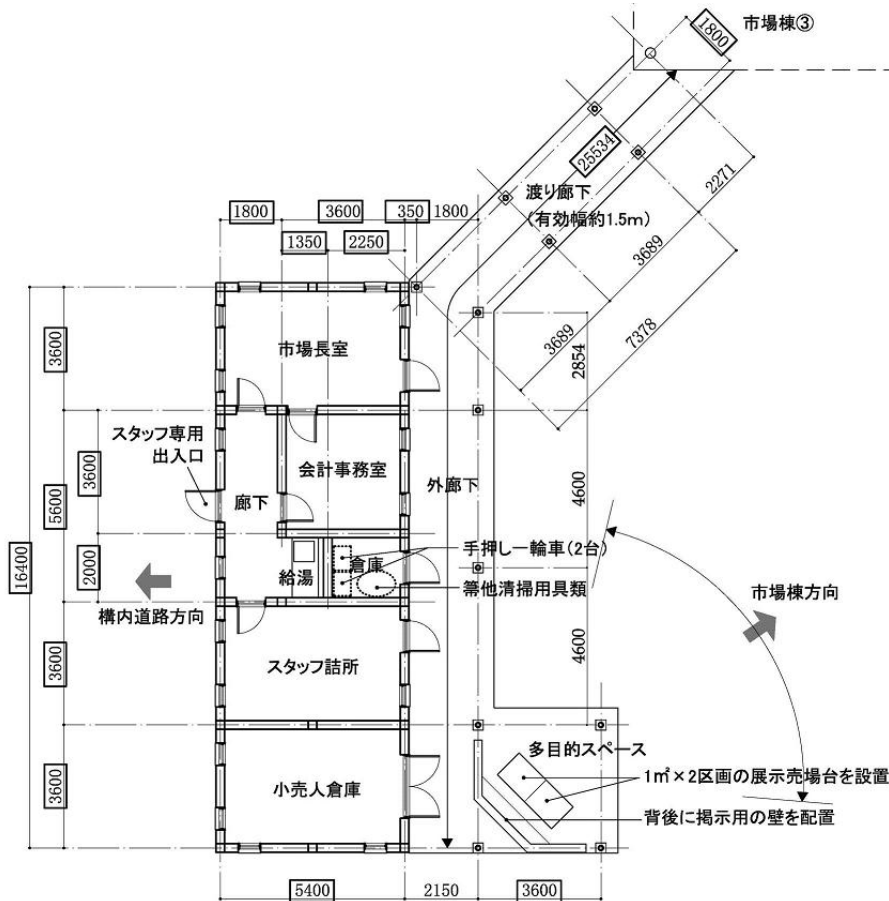 市場棟③
1800
25534
渡り廊下
(有効幅約1.5m)
2271
3689
3689
7378
1800
3600
350
1800
1350
2250
3600
市場長室
2854
スタッフ専用
出入口
3600
会計事務室
廊下
外廊下
5600
4600
16400
2000
手押し一輪車(2台)
倉庫
給湯
箒他清掃用具類
構内道路方向
市場棟方向
3600
スタッフ詰所
4600
3600
小売人倉庫
多目的スペース
1㎡×2区画の展示売場台を設置
背後に掲示用の壁を配置
5400
2150
3600